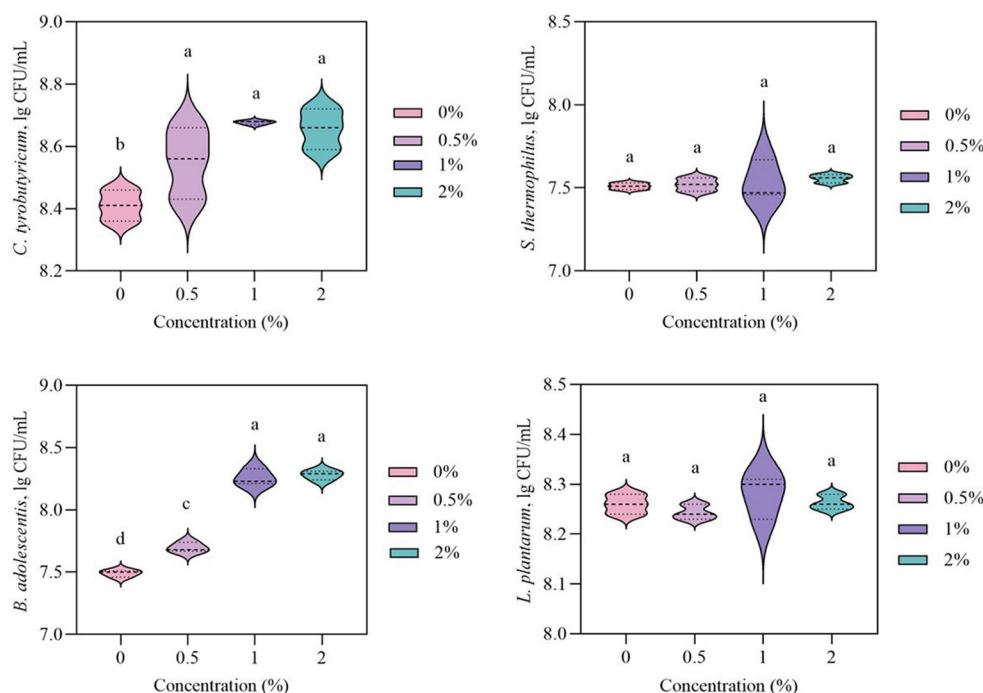 C. tyrobutyricum, lg CFU/mL
9.0
8.8
8.6
8.4
8.2
b
a
a
a
0
0.5
1
2
Concentration (%)
0%
0.5%
1%
2%
S. thermophilus, lg CFU/mL
8.5
8.0
7.5
7.0
a
a
a
a
0
0.5
1
2
Concentration (%)
0%
0.5%
1%
2%
B. adolescentis, lg CFU/mL
9.0
8.5
8.0
7.5
7.0
d
c
a
a
0
0.5
1
2
Concentration (%)
0%
0.5%
1%
2%
L. plantarum, lg CFU/mL
8.5
8.4
8.3
8.2
8.1
8.0
a
a
a
a
0
0.5
1
2
Concentration (%)
0%
0.5%
1%
2%